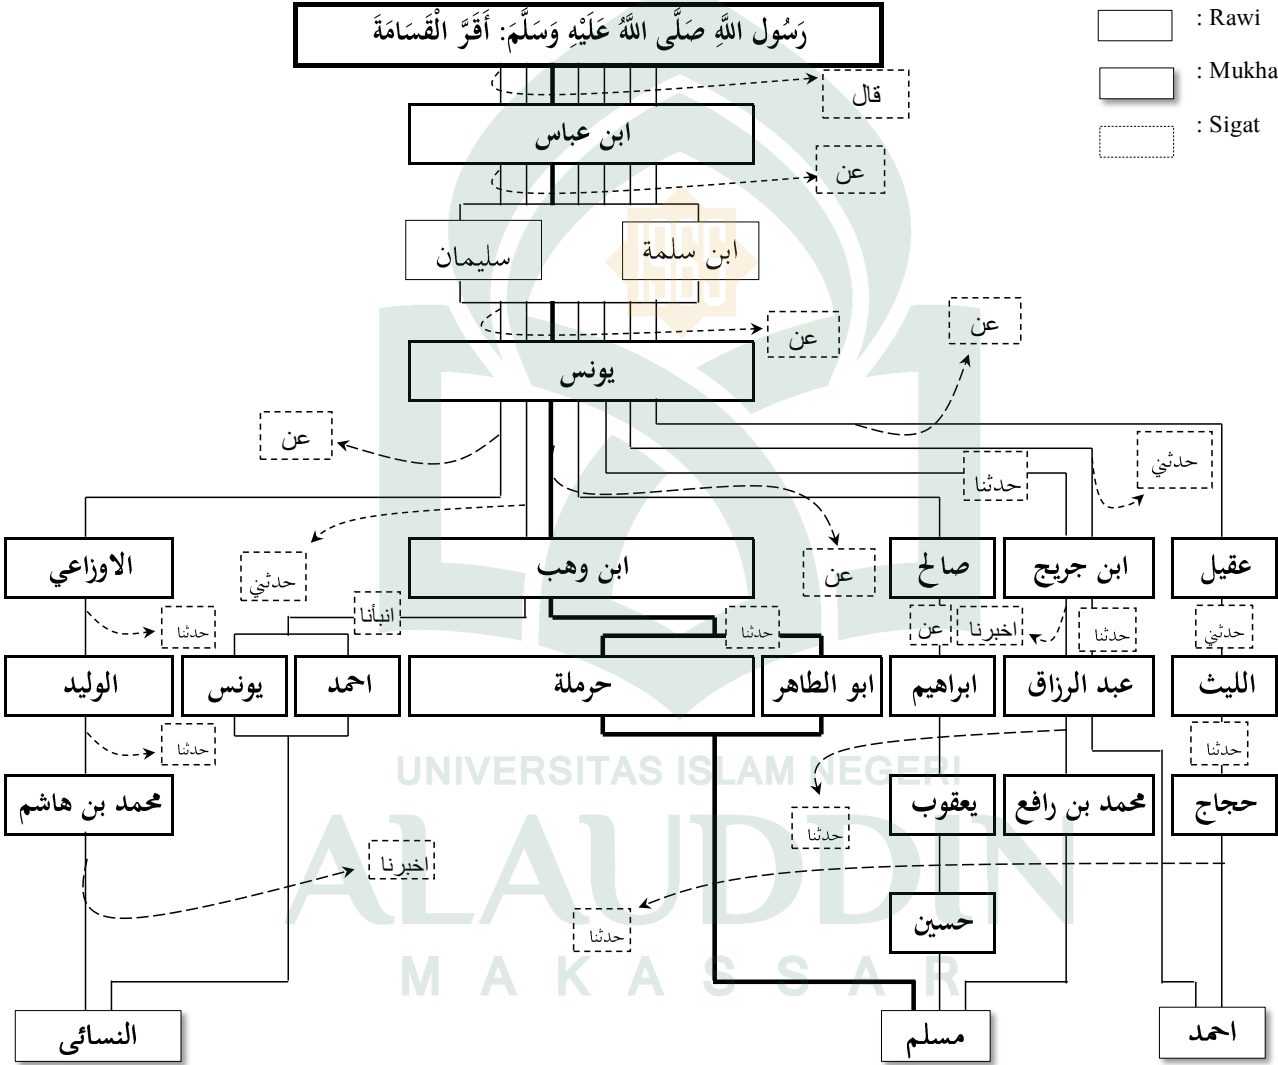 رَسُول اللَّهِ صَلَّى اللَّهُ عَلَيْهِ وَسَلَّمَ: أَقَرَّ الْقَسَامَةَ
: Rawi
: Mukha
: Sigat
قال
ابن عباس
عن
سليمان
ابن سلمة
عن
عن
يونس
عن
حدثني
حدثنا
حدثني
عن
الاوزاعي
ابن وهب
صالح
ابن جريج
عقيل
حدثنا
انبأنا
حدثنا
عن
اخبرنا
حدثنا
حدثني
الوليد
يونس
احمد
حرملة
ابو الطاهر
ابراهيم
عبد الرزاق
الليث
حدثنا
حدثنا
UNIVERSITAS ISLAM NEGERI
محمد بن هاشم
يعقوب
محمد بن رافع
حجاج
حدثنا
اخبرنا
ALAUDDIN
حسين
حدثنا
MAKASSAR
النسائى
مسلم
احمد